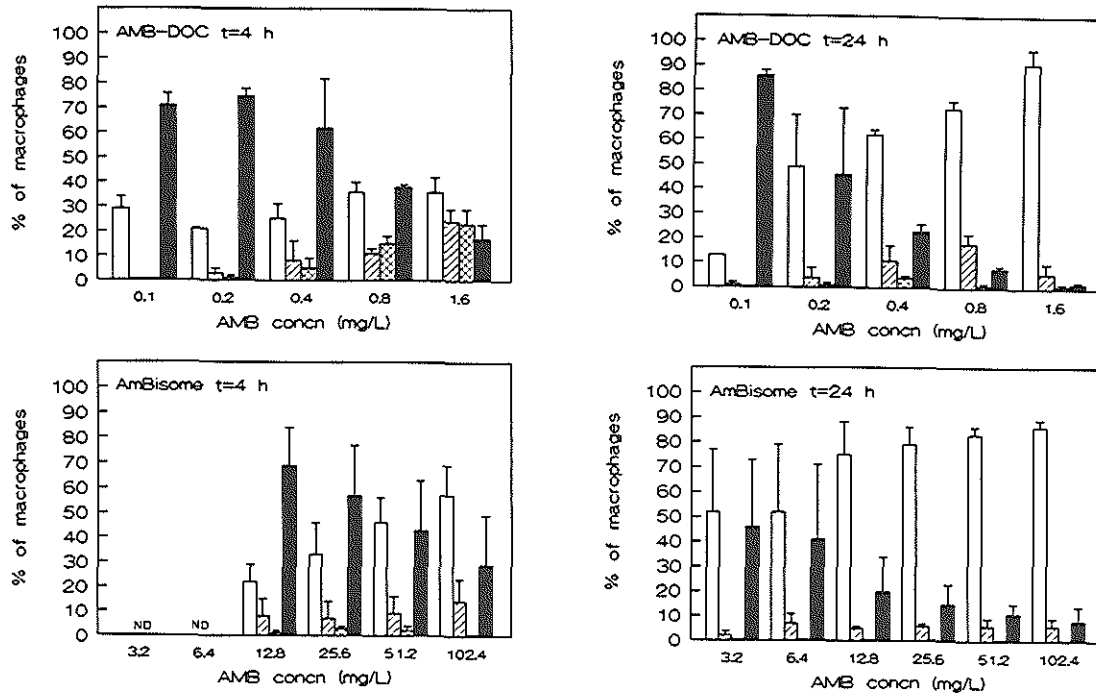 AMB-DOC t=4 h
% of macrophages
100
90
80
70
60
50
40
30
20
10
0
0.1 0.2 0.4 0.8 1.6
AMB concn (mg/L)
AMB-DOC t=24 h
% of macrophages
100
90
80
70
60
50
40
30
20
10
0
0.1 0.2 0.4 0.8 1.6
AMB concn (mg/L)
AmBisome t=4 h
% of macrophages
100
90
80
70
60
50
40
30
20
10
0
ND ND
3.2 6.4 12.8 25.6 51.2 102.4
AMB concn (mg/L)
AmBisome t=24 h
% of macrophages
100
90
80
70
60
50
40
30
20
10
0
3.2 6.4 12.8 25.6 51.2 102.4
AMB concn (mg/L)